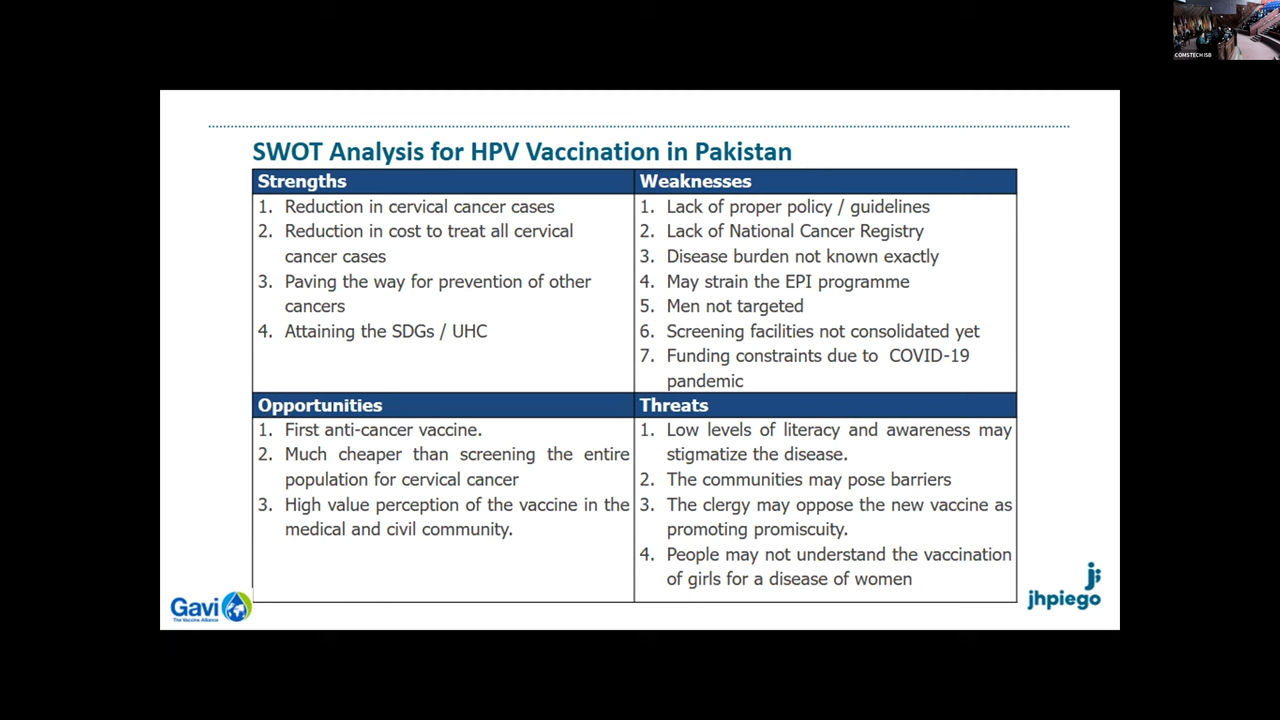 COMSTECH ISB
SWOT Analysis for HPV Vaccination in Pakistan
Strengths
1. Reduction in cervical cancer cases
2. Reduction in cost to treat all cervical
cancer cases
3. Paving the way for prevention of other
cancers
4. Attaining the SDGs / UHC
Weaknesses
1. Lack of proper policy / guidelines
2. Lack of National Cancer Registry
3. Disease burden not known exactly
4. May strain the EPI programme
5. Men not targeted
6. Screening facilities not consolidated yet
7. Funding constraints due to COVID-19
pandemic
Opportunities
1. First anti-cancer vaccine.
2. Much cheaper than screening the entire
population for cervical cancer
3. High value perception of the vaccine in the
medical and civil community.
Threats
1. Low levels of literacy and awareness may
stigmatize the disease.
2. The communities may pose barriers
3. The clergy may oppose the new vaccine as
promoting promiscuity.
4. People may not understand the vaccination
of girls for a disease of women
Gavi
The Vaccine Alliance
jhpiego